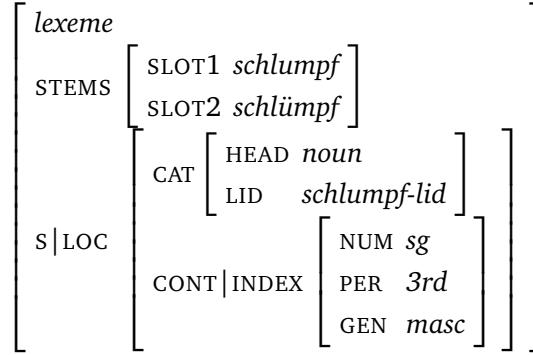 lexeme
STEMS
SLOT1 schlumpf
SLOT2 schlümpf
S|LOC
CAT
HEAD noun
LID schlumpf-lid
CONT|INDEX
NUM sg
PER 3rd
GEN masc